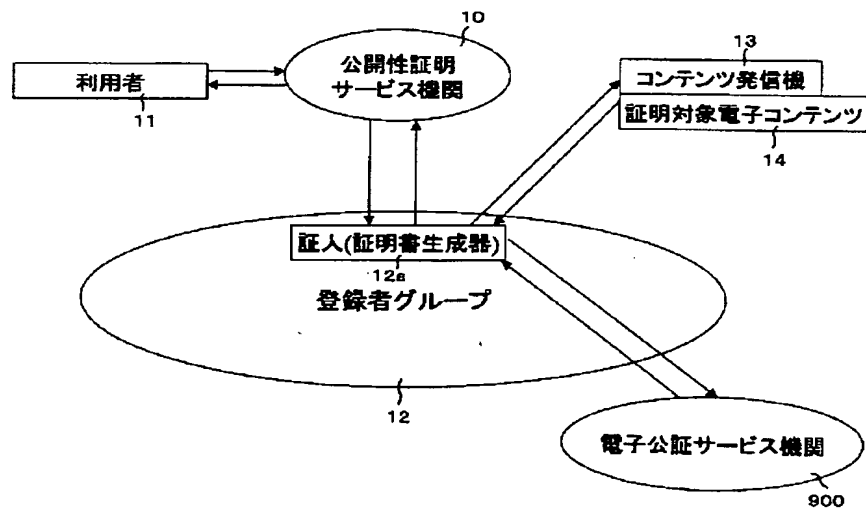 10
公開性証明
サービス機関
利用者
11
13
コンテンツ発信機
証明対象電子コンテンツ
14
証人(証明書生成器)
12a
登録者グループ
12
電子公証サービス機関
900